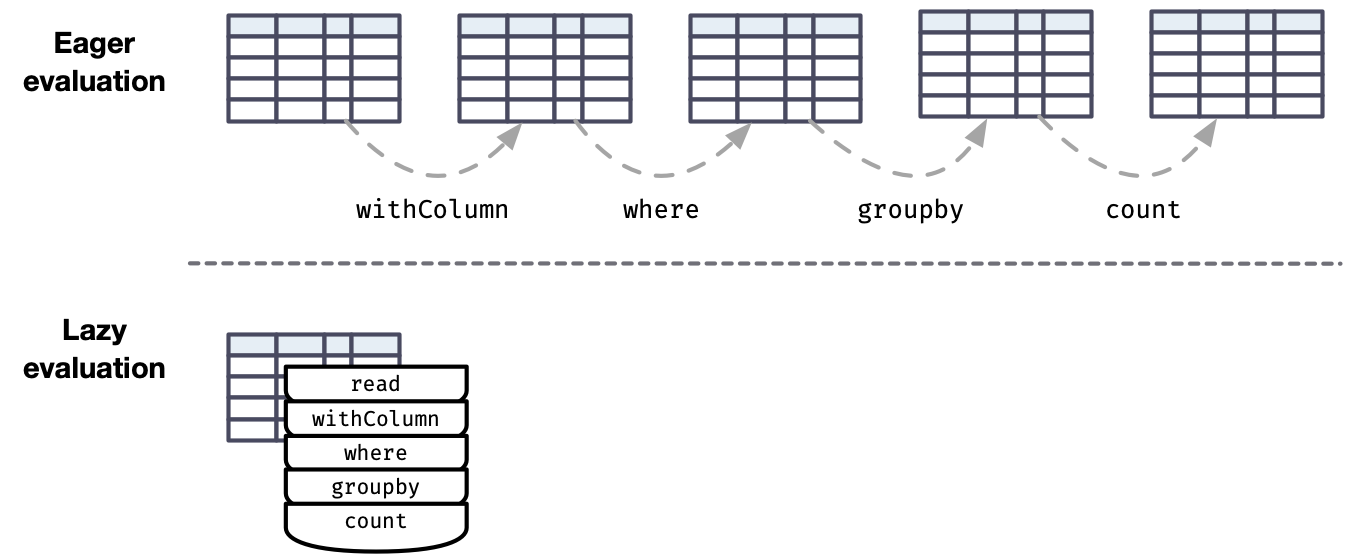 Eager
evaluation
withColumn
where
groupby
count
Lazy
evaluation
read
withColumn
where
groupby
count